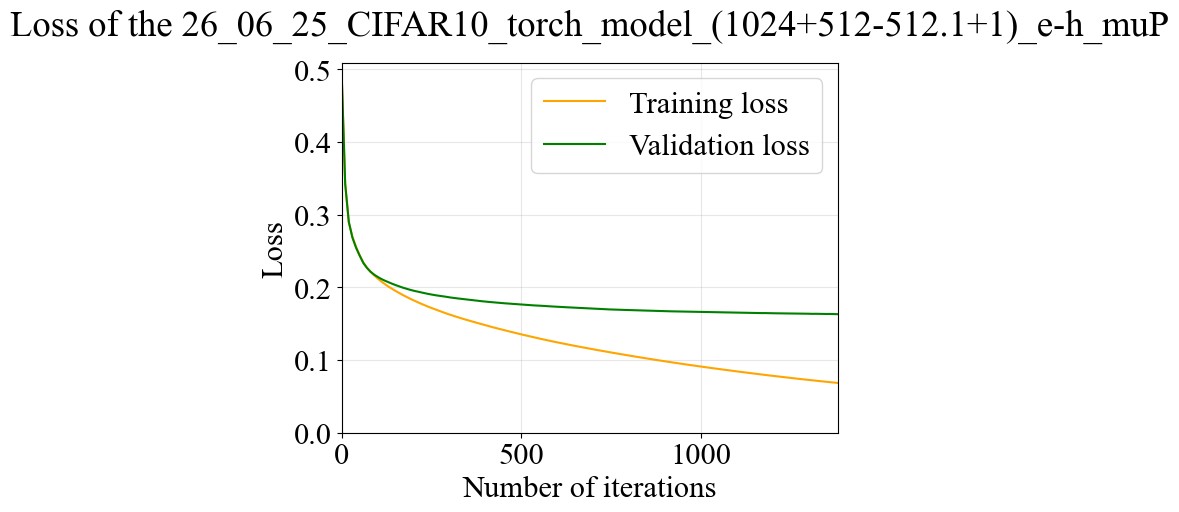 Loss of the 26_06_25_CIFAR10_torch_model_(1024+512-512.1+1)_e-h_muP
0.5
0.4
0.3
0.2
0.1
0.0
Loss
Training loss
Validation loss
0 500 1000
Number of iterations